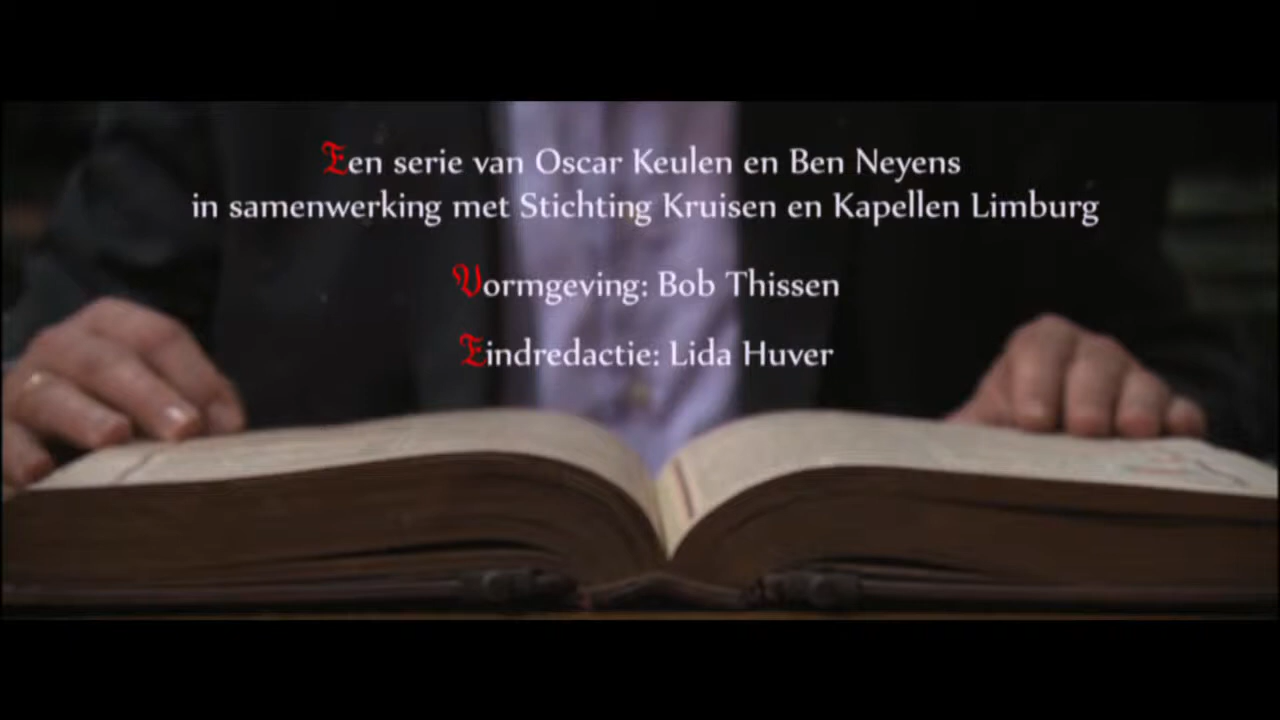 Een serie van Oscar Keulen en Ben Neyens
in samenwerking met Stichting Kruisen en Kapellen Limburg
Vormgeving: Bob Thissen
Eindredactie: Lida Huver